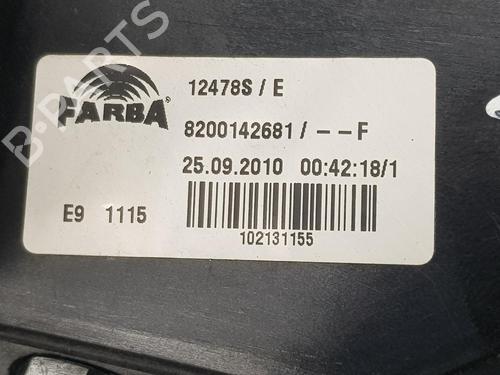 FARBA®
12478S / E
8200142681 / - - F
25.09.2010 00:42:18/1
E9 1115
102131155
B-PARTS